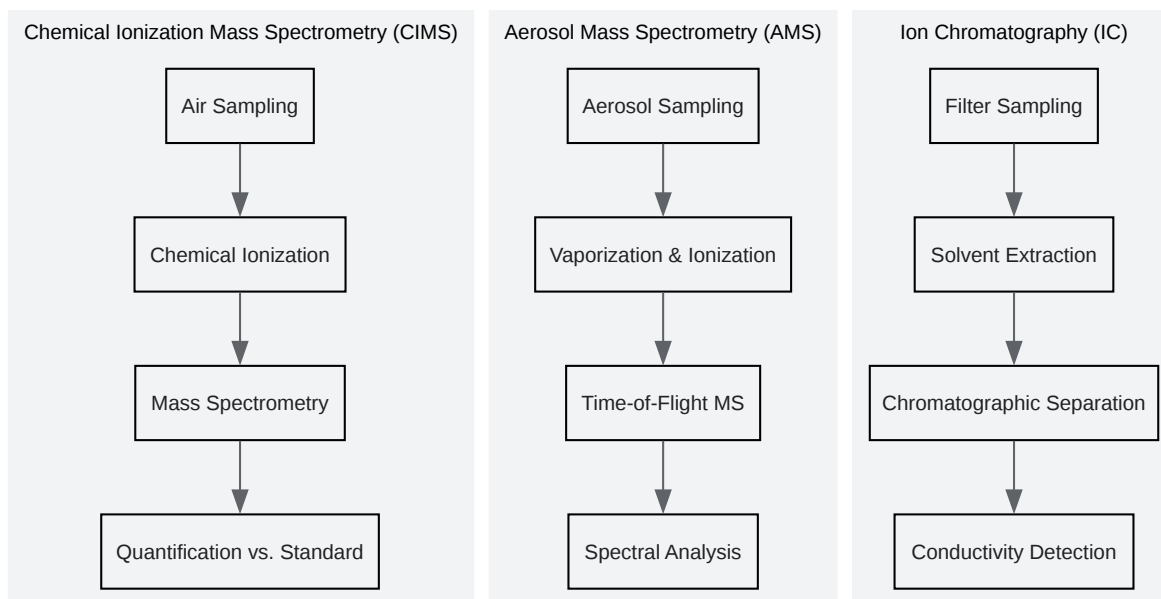 Chemical Ionization Mass Spectrometry (CIMS)
Air Sampling
Chemical Ionization
Mass Spectrometry
Quantification vs. Standard
Aerosol Mass Spectrometry (AMS)
Aerosol Sampling
Vaporization & Ionization
Time-of-Flight MS
Spectral Analysis
Ion Chromatography (IC)
Filter Sampling
Solvent Extraction
Chromatographic Separation
Conductivity Detection